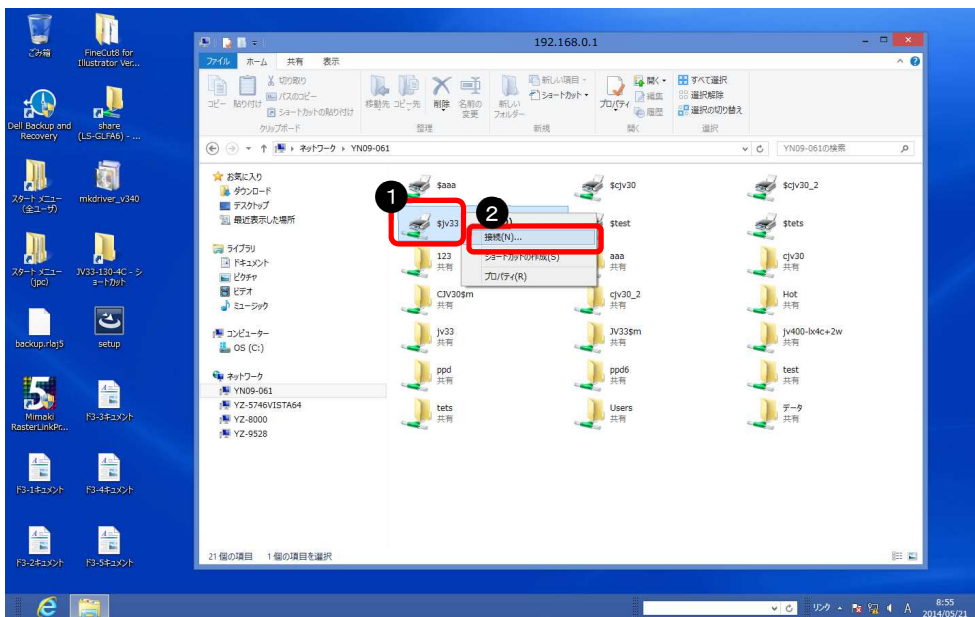 ごみ箱
FineCut8 for
Illustrator Ver...
Dell Backup and
Recovery
share
(LS-GLFA6) - ...
スタート メニュー
(全ユーザ)
mkdriver_v340
スタート メニュー
(jpc)
JV33-130-4C - シ
ョートカット
backup.rlaj5
setup
Mimaki
RasterLinkPr...
ド3-3キュメント
ド3-1キュメント
ド3-4キュメント
ド3-2キュメント
ド3-5キュメント
192.168.0.1
ファイル ホーム 共有 表示
コピー 貼り付け
切り取り
パスのコピー
ショートカットの貼り付け
クリップボード
移動先 コピー先 削除 名前の
変更
整理
新しい
フォルダー
新しい項目
ショートカット
新規
プロパティ
開く
編集
履歴
開く
すべて選択
選択解除
選択の切り替え
選択
ネットワーク YN09-061
YN09-061の検索
お気に入り
ダウンロード
デスクトップ
最近表示した場所
ライブラリ
ドキュメント
ピクチャ
ビデオ
ミュージック
コンピューター
OS (C:)
ネットワーク
YN09-061
YZ-5746VISTA64
YZ-8000
YZ-9528
1
2
$aaa
$cjv30
$cjv30_2
$jv33
$test
$tets
接続(N)...
ショートカットの作成(S)
プロパティ(R)
123
共有
aaa
共有
cjv30
共有
CJV30$m
共有
cjv30_2
共有
Hot
共有
jv33
共有
JV33$m
共有
jv400-lx4c+2w
共有
ppd
共有
ppd6
共有
test
共有
tets
共有
Users
共有
データ
共有
21 個の項目 1 個の項目を選択
リンク
A
8:55
2014/05/21